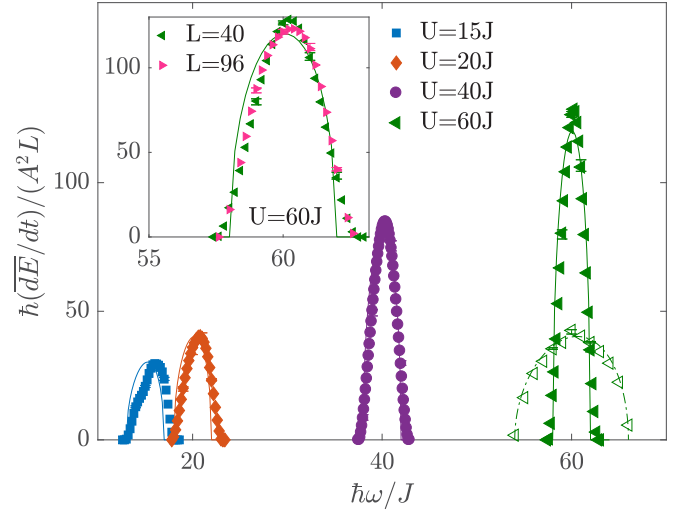 L=40
L=96
U=15J
U=20J
U=40J
U=60J
100
50
0
U=60J
55
60
ħ(dE/dt)/(A²L)
100
50
0
20
40
60
ħω/J